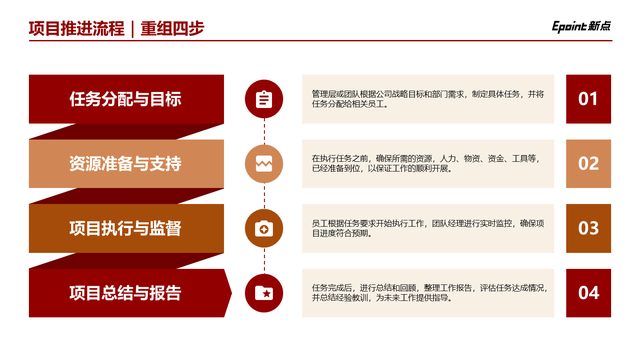 项目推进流程｜重组四步
Epoint新点
任务分配与目标
管理层或团队根据公司战略目标和部门需求，制定具体任务，并将
任务分配给相关员工。
01
资源准备与支持
在执行任务之前，确保所需的资源，人力、物资、资金、工具等，
已经准备到位，以保证工作的顺利开展。
02
项目执行与监督
员工根据任务要求开始执行工作，团队经理进行实时监控，确保项
目进度符合预期。
03
项目总结与报告
任务完成后，进行总结和回顾，整理工作报告，评估任务达成情况，
并总结经验教训，为未来工作提供指导。
04